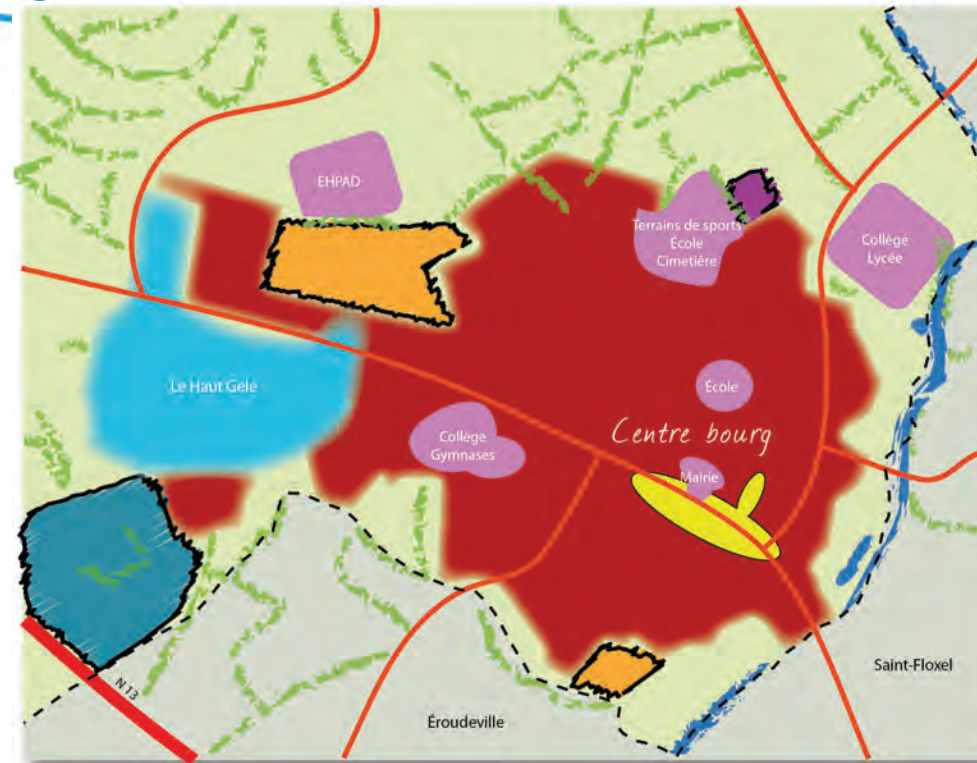 EHPAD
Terrains de sports
École
Cimetière
Collège
Lycée
Le Haut Gelé
École
Centre bourg
Collège
Gymnases
Mairie
N13
Saint-Floxel
Éroudeville